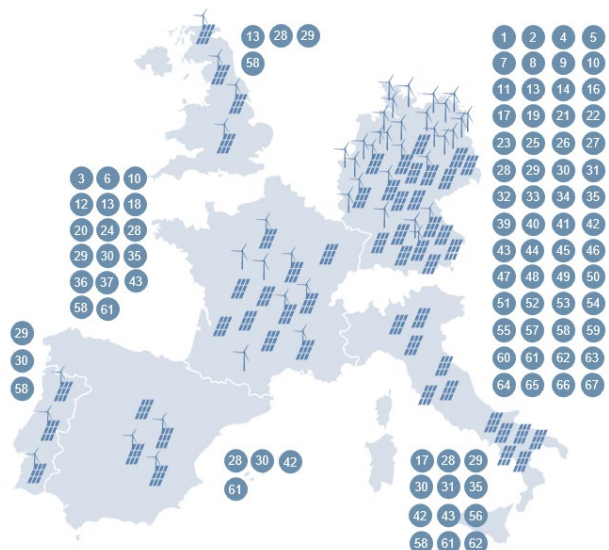 13 28 29
58
1 2 4 5
7 8 9 10
11 13 14 16
17 19 21 22
23 25 26 27
28 29 30 31
32 33 34 35
39 40 41 42
43 44 45 46
47 48 49 50
51 52 53 54
55 57 58 59
60 61 62 63
64 65 66 67
3 6 10
12 13 18
20 24 28
29 30 35
36 37 43
58 61
29
30
58
28 30 42
61
17 28 29
30 31 35
42 43 56
58 61 62